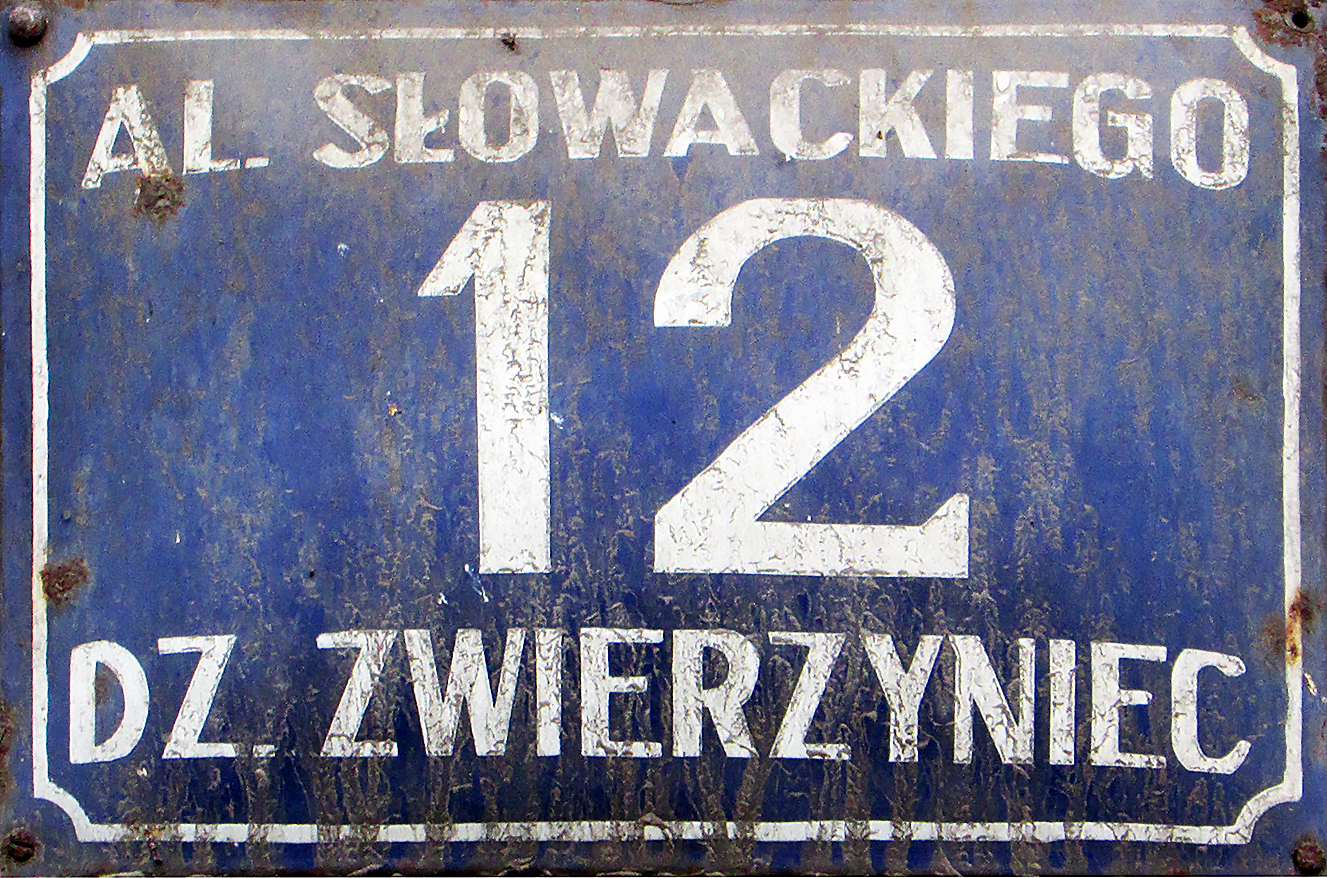 AL. SŁOWACKIEGO
12
DZ. ZWIERZYNIEC